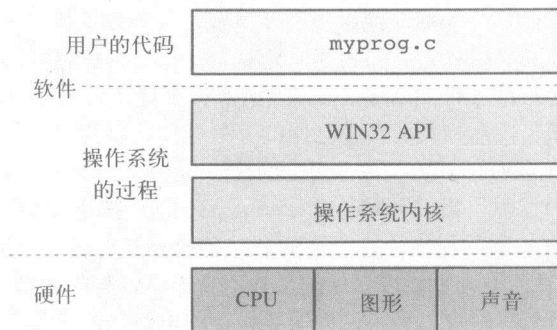 用户的代码
myprog.c
软件
WIN32 API
操作系统
的过程
操作系统内核
硬件
CPU
图形
声音